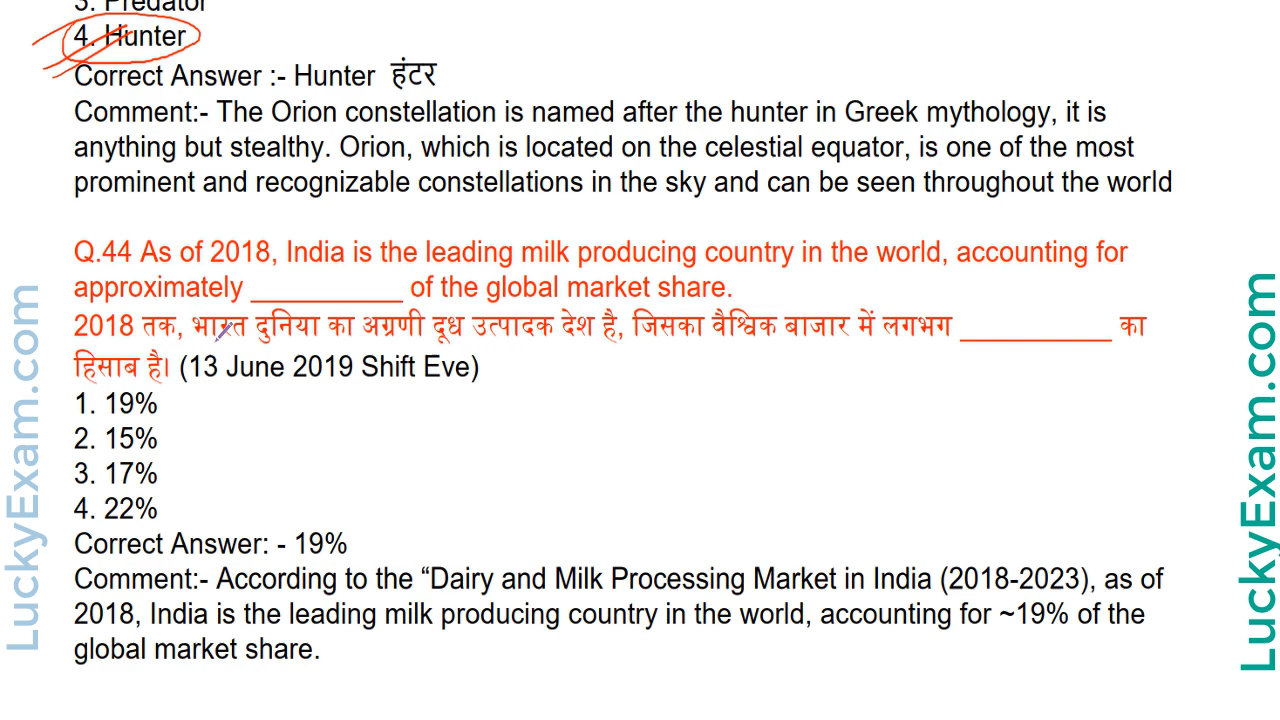 3. Predator
4. Hunter
Correct Answer :- Hunter हंटर
Comment:- The Orion constellation is named after the hunter in Greek mythology, it is
anything but stealthy. Orion, which is located on the celestial equator, is one of the most
prominent and recognizable constellations in the sky and can be seen throughout the world
Q.44 As of 2018, India is the leading milk producing country in the world, accounting for
approximately __________ of the global market share.
2018 तक, भारत दुनिया का अग्रणी दूध उत्पादक देश है, जिसका वैश्विक बाजार में लगभग __________ का
हिसाब है। (13 June 2019 Shift Eve)
1. 19%
2. 15%
3. 17%
4. 22%
Correct Answer: - 19%
Comment:- According to the “Dairy and Milk Processing Market in India (2018-2023), as of
2018, India is the leading milk producing country in the world, accounting for ~19% of the
global market share.
LuckyExam.com
LuckyExam.com